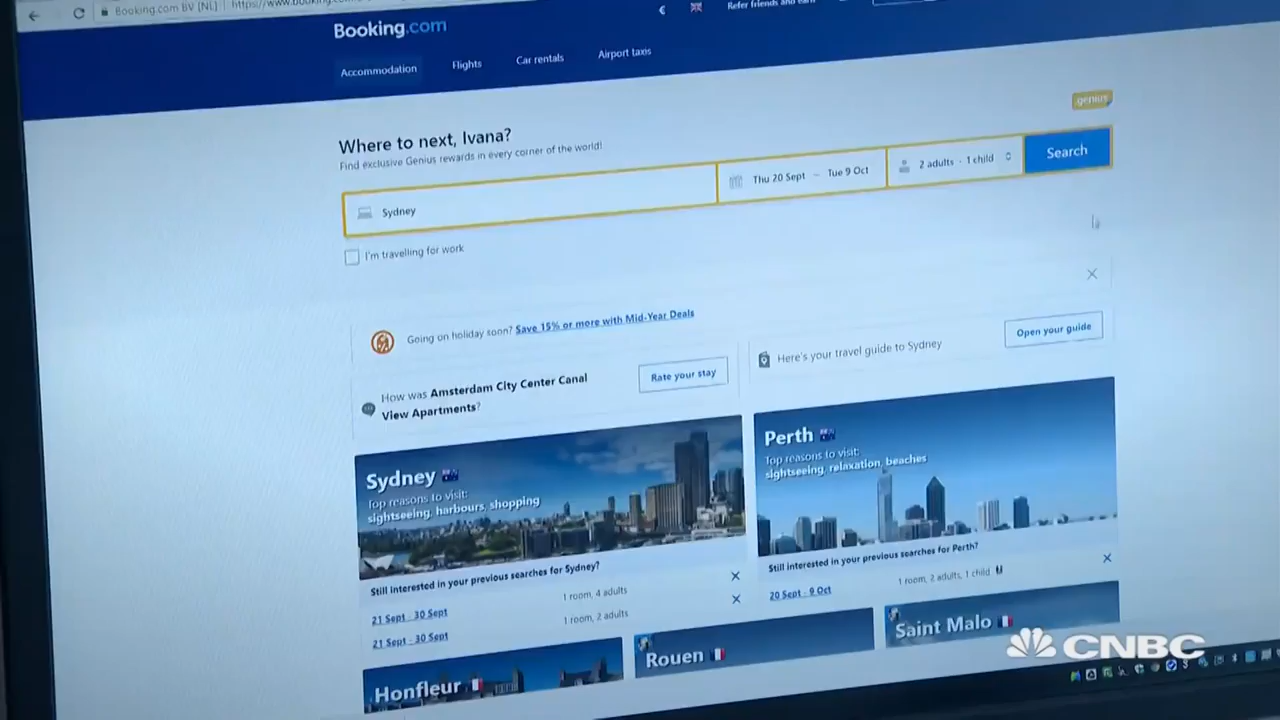 Booking.com BV [NL] https://www.booking.com
Booking.com
€
Refer friends and earn
Accommodation Flights Car rentals Airport taxis
genius
Where to next, Ivana?
Find exclusive Genius rewards in every corner of the world!
Sydney Thu 20 Sept – Tue 9 Oct 2 adults · 1 child Search
I'm travelling for work
Going on holiday soon? Save 15% or more with Mid-Year Deals
How was Amsterdam City Center Canal
View Apartments?
Rate your stay
Here's your travel guide to Sydney
Open your guide
Sydney
Top reasons to visit:
sightseeing, harbours, shopping
Still interested in your previous searches for Sydney?
21 Sept - 30 Sept 1 room, 4 adults
21 Sept - 30 Sept 1 room, 2 adults
Perth
Top reasons to visit:
sightseeing, relaxation, beaches
Still interested in your previous searches for Perth?
20 Sept - 9 Oct 1 room, 2 adults, 1 child
Honfleur
Rouen
Saint Malo
CNBC